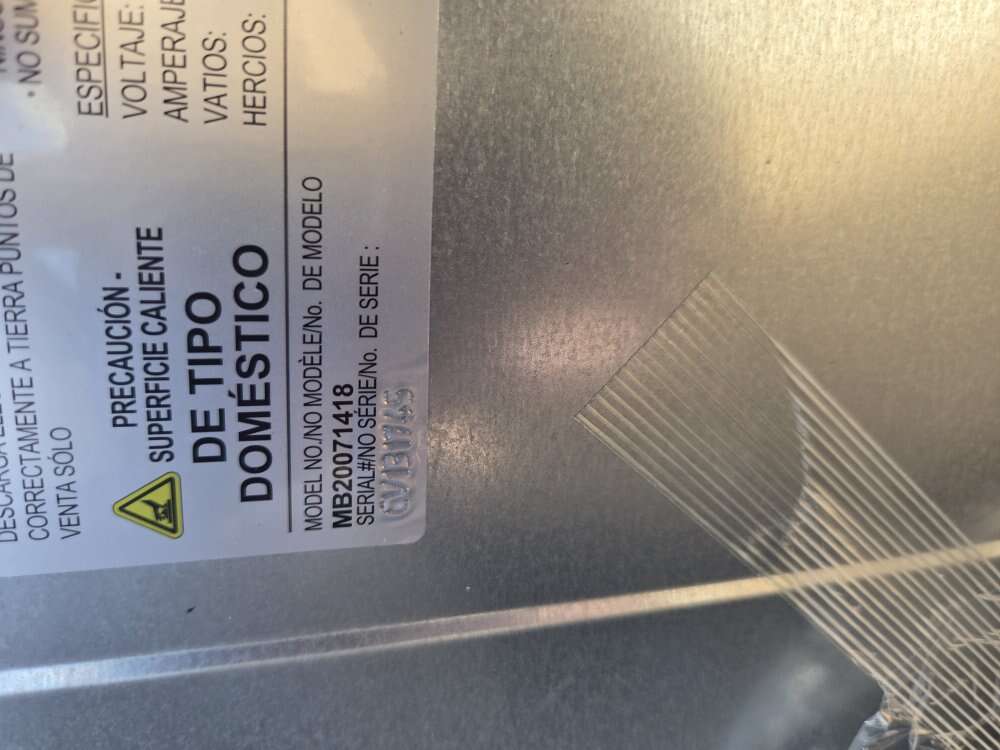 • NO SUM
DESCARGA
CORRECTAMENTE A TIERRA PUNTOS DE
VENTA SÓLO
PRECAUCIÓN -
SUPERFICIE CALIENTE
DE TIPO
DOMÉSTICO
ESPECIFIC
VOLTAJE:
AMPERAJE
VATIOS:
HERCIOS:
MODEL NO./NO MODÈLE/No. DE MODELO
MB20071418
SERIAL#/NO SÉRIE/No. DE SERIE :